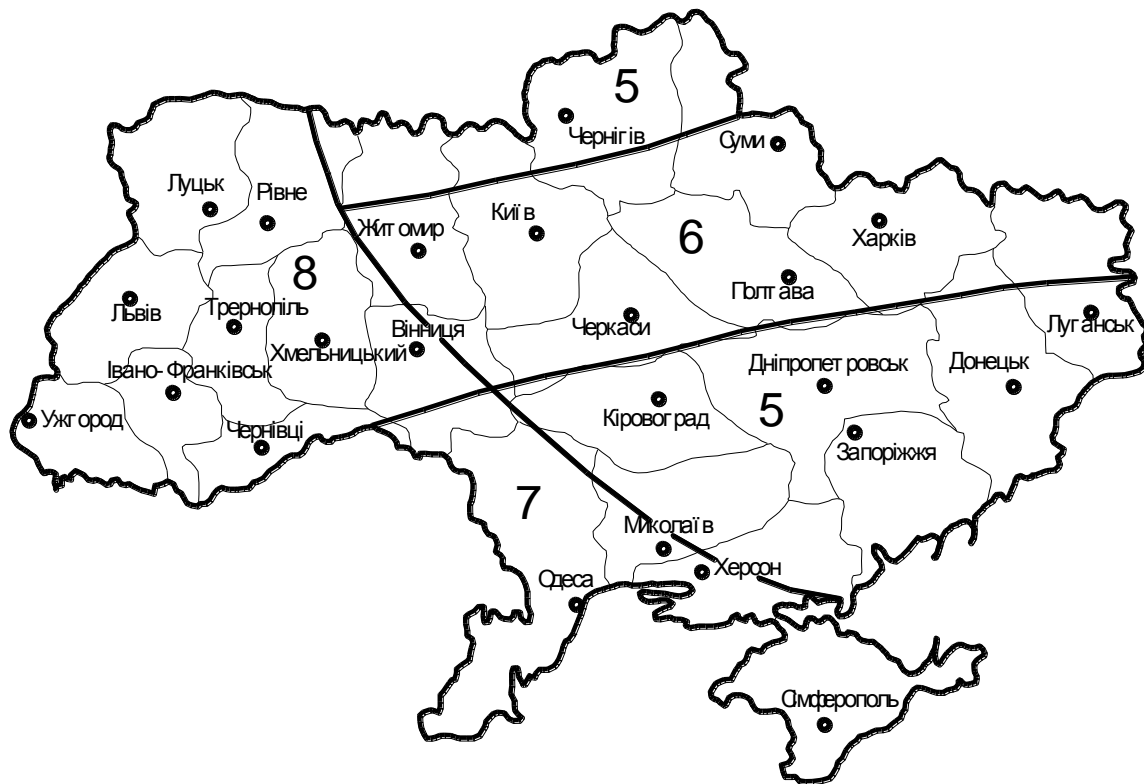 5
Чернігів
Суми
Луцьк
Рівне
Київ
Житомир
6
Харків
8
Львів
Трернопіль
Полтава
Черкаси
Луганськ
Вінниця
Хмельницький
Івано-Франківськ
Дніпропетровськ
Донецьк
Ужгород
Кіровоград
5
Чернівці
Запоріжжя
7
Миколаїв
Херсон
Одеса
Сімферополь